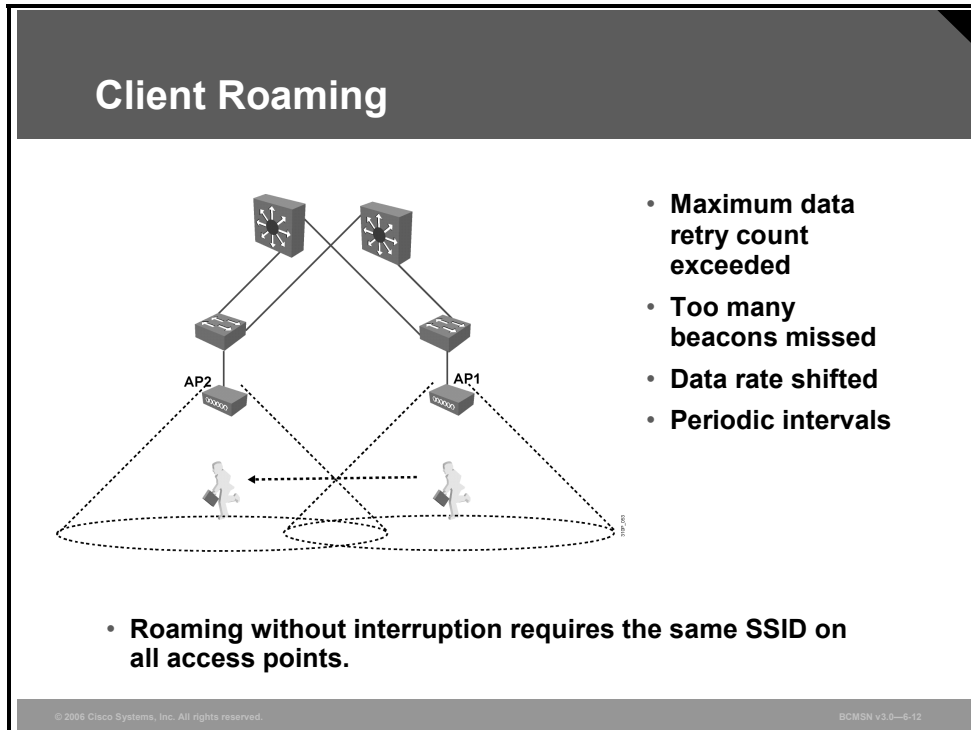 Client Roaming
• Maximum data
retry count
exceeded
• Too many
beacons missed
• Data rate shifted
• Periodic intervals
AP2
AP1
• Roaming without interruption requires the same SSID on
all access points.
© 2006 Cisco Systems, Inc. All rights reserved.
BCMSN v3.0—6-12